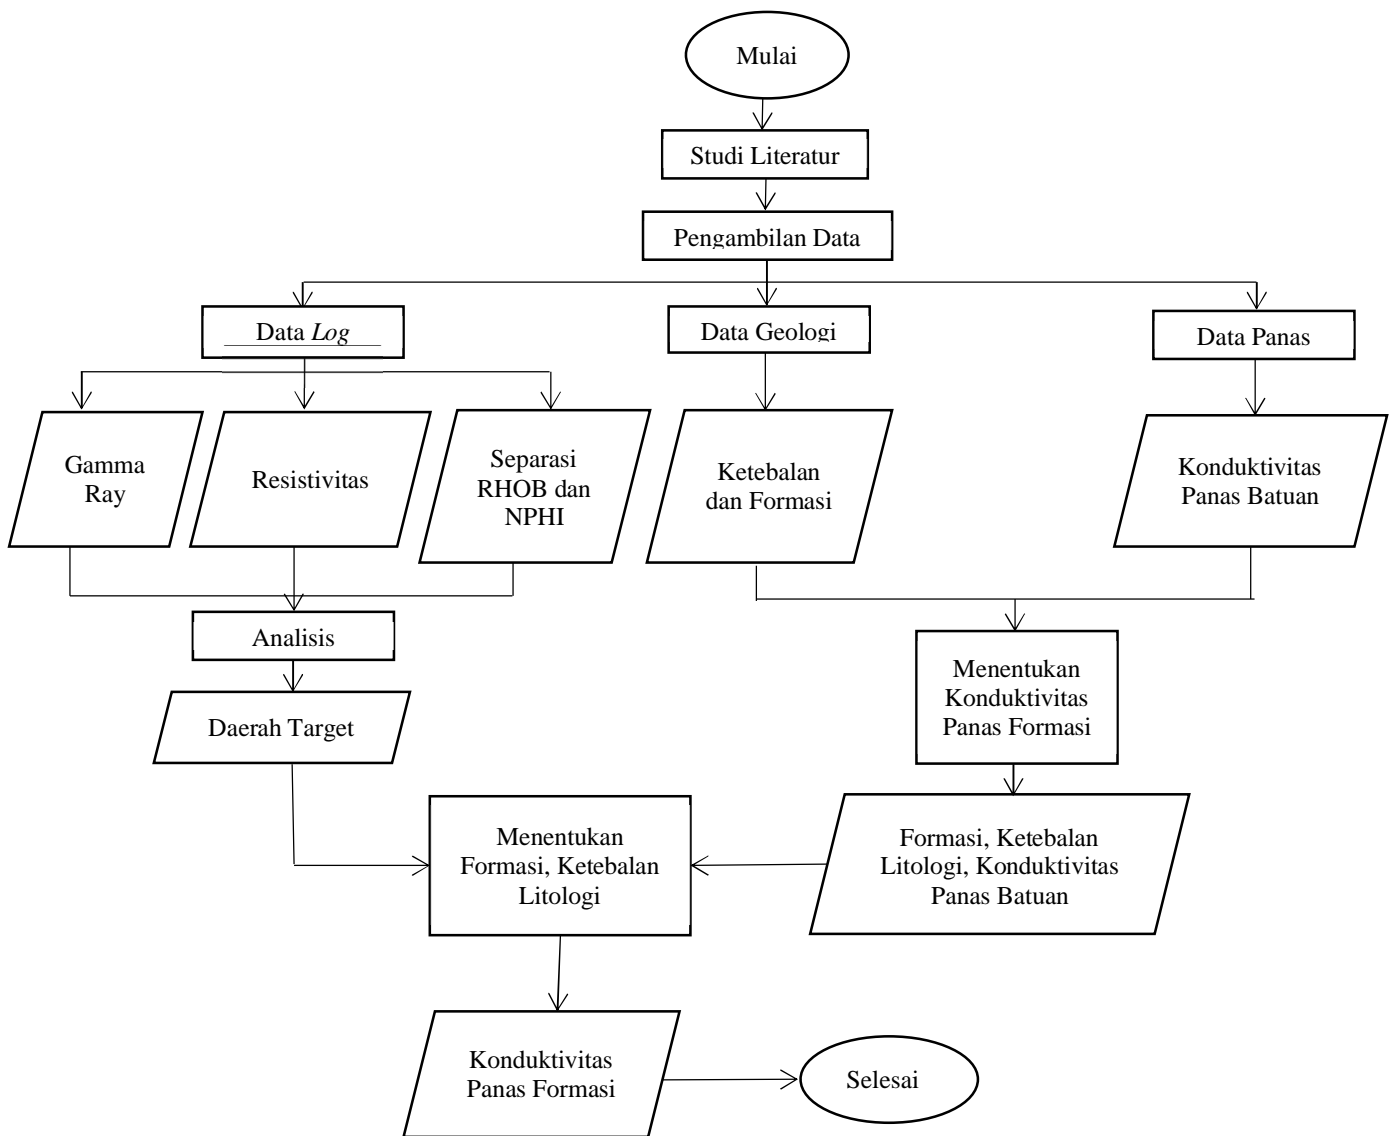 Mulai
Studi Literatur
Pengambilan Data
Data Log
Data Geologi
Data Panas
Gamma
Ray
Resistivitas
Separasi
RHOB dan
NPHI
Ketebalan
dan Formasi
Konduktivitas
Panas Batuan
Analisis
Daerah Target
Menentukan
Konduktivitas
Panas Formasi
Menentukan
Formasi, Ketebalan
Litologi
Formasi, Ketebalan
Litologi, Konduktivitas
Panas Batuan
Konduktivitas
Panas Formasi
Selesai